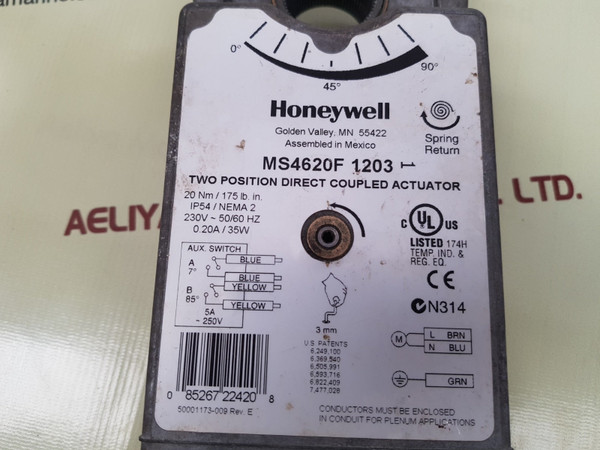 0°
45°
90°
Honeywell
Golden Valley, MN 55422
Assembled in Mexico
Spring
Return
MS4620F 1203 1
TWO POSITION DIRECT COUPLED ACTUATOR
20 Nm / 175 lb. in.
IP54 / NEMA 2
230V ~ 50/60 HZ
0.20A / 35W
C UL US
LISTED 174H
TEMP. IND. &
REG. EQ.
CE
N314
AUX. SWITCH
A
7°
BLUE
BLUE
B
85°
YELLOW
YELLOW
5A
~ 250V
3 mm
U.S. PATENTS
6,249,100
6,369,540
6,505,991
6,593,716
6,822,409
7,477,028
M
L BRN
N BLU
GRN
0 85267 22420 8
50001173-009 Rev. E
CONDUCTORS MUST BE ENCLOSED
IN CONDUIT FOR PLENUM APPLICATIONS
AELIYA
CO. LTD.